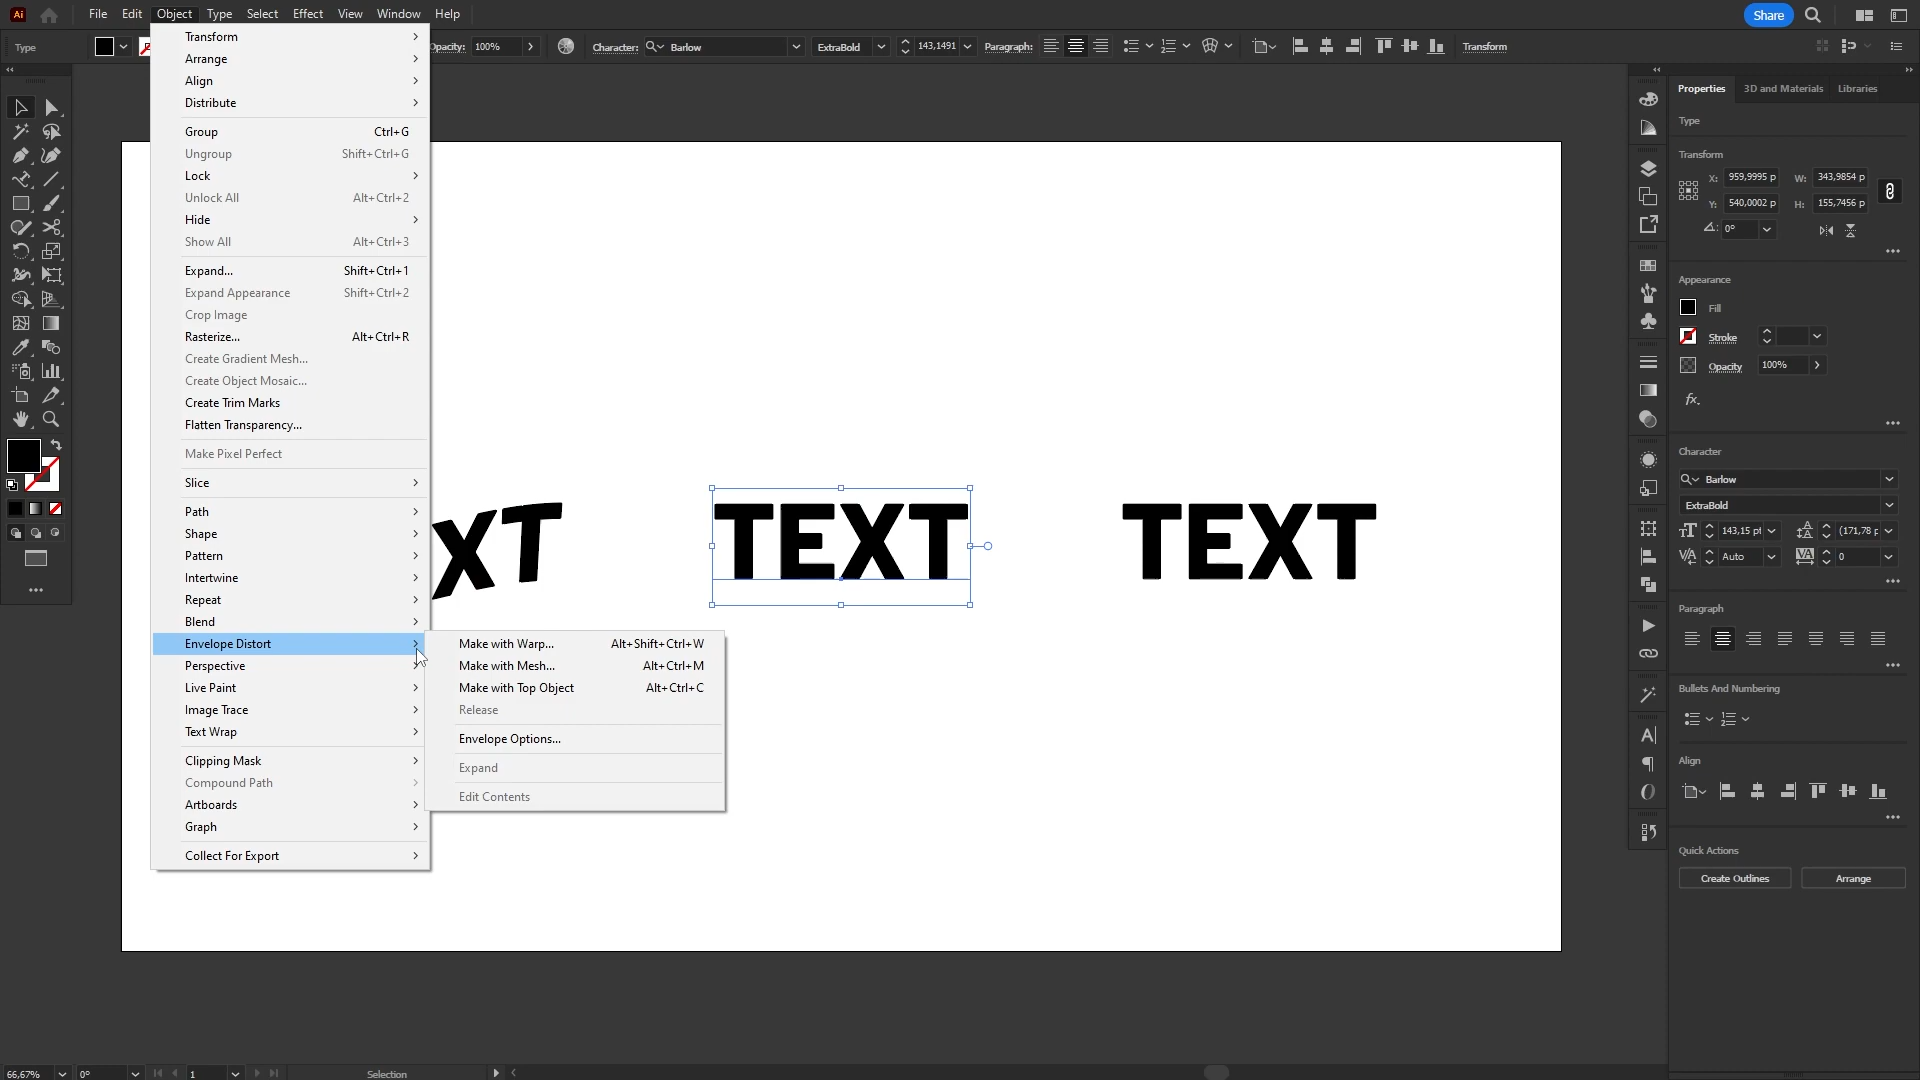 Ai File Edit Object Type Select Effect View Window Help Share
Type Opacity: 100% Character: Barlow ExtraBold 143,1491 Paragraph: Transform
Transform
Arrange
Align
Distribute
Group Ctrl+G
Ungroup Shift+Ctrl+G
Lock
Unlock All Alt+Ctrl+2
Hide
Show All Alt+Ctrl+3
Expand... Shift+Ctrl+1
Expand Appearance Shift+Ctrl+2
Crop Image
Rasterize... Alt+Ctrl+R
Create Gradient Mesh...
Create Object Mosaic...
Create Trim Marks
Flatten Transparency...
Make Pixel Perfect
Slice
Path
Shape
Pattern
Intertwine
Repeat
Blend
Envelope Distort
Perspective
Live Paint
Image Trace
Text Wrap
Clipping Mask
Compound Path
Artboards
Graph
Collect For Export
Make with Warp... Alt+Shift+Ctrl+W
Make with Mesh... Alt+Ctrl+M
Make with Top Object Alt+Ctrl+C
Release
Envelope Options...
Expand
Edit Contents
XT
TEXT
TEXT
Properties 3D and Materials Libraries
Type
Transform
X: 959,9995 p W: 343,9854 p
Y: 540,0002 p H: 155,7456 p
0°
Appearance
Fill
Stroke
Opacity 100%
fx
Character
Barlow
ExtraBold
143,15 pt (171,78 p
Auto 0
Paragraph
Bullets And Numbering
Align
Quick Actions
Create Outlines Arrange
66,67% 0° 1 Selection